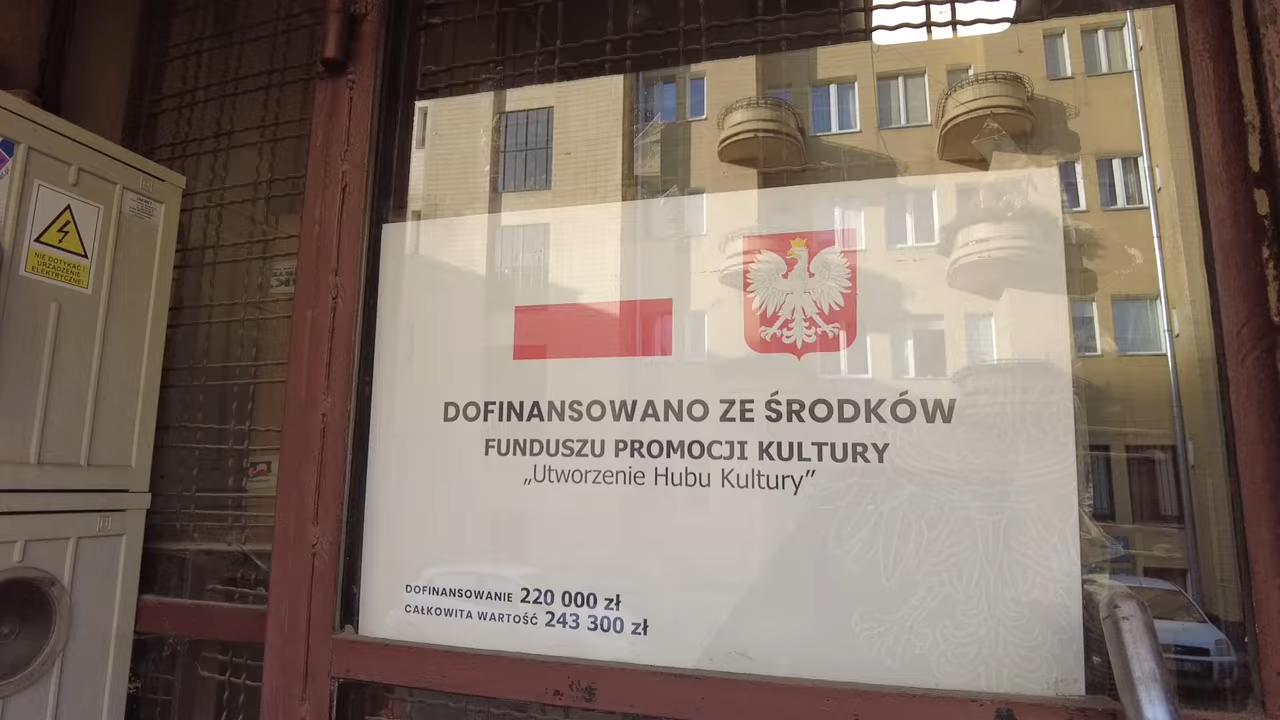 NIE DOTYKAĆ!
URZĄDZENIE
ELEKTRYCZNE!
DOFINANSOWANO ZE ŚRODKÓW
FUNDUSZU PROMOCJI KULTURY
„Utworzenie Hubu Kultury”
DOFINANSOWANIE 220 000 zł
CAŁKOWITA WARTOŚĆ 243 300 zł